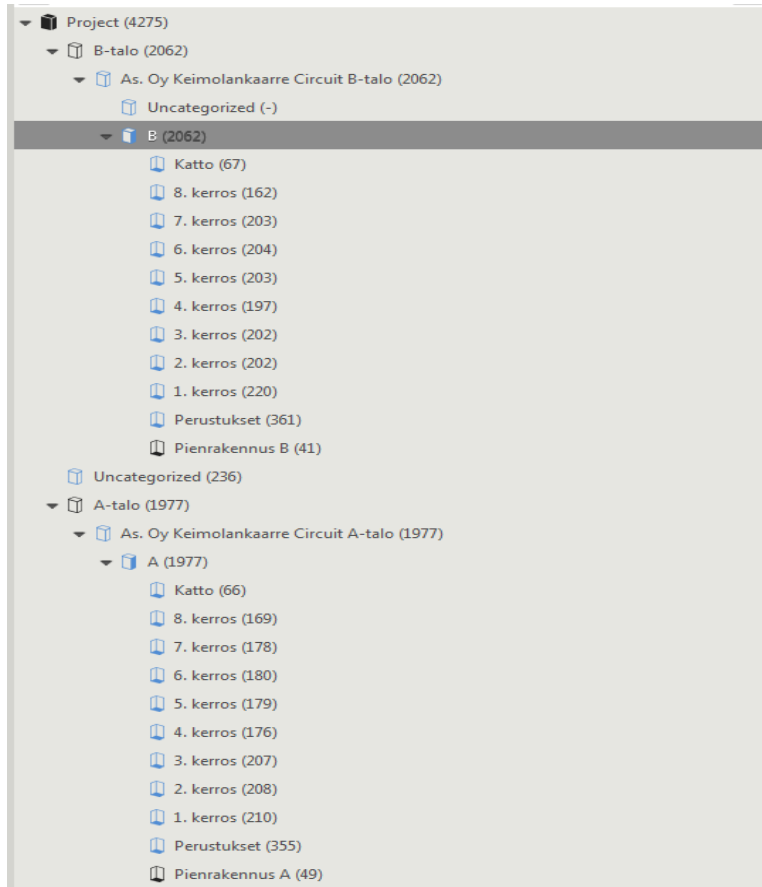 Project (4275)
B-talo (2062)
As. Oy Keimolankaarre Circuit B-talo (2062)
Uncategorized (-)
B (2062)
Katto (67)
8. kerros (162)
7. kerros (203)
6. kerros (204)
5. kerros (203)
4. kerros (197)
3. kerros (202)
2. kerros (202)
1. kerros (220)
Perustukset (361)
Pienrakennus B (41)
Uncategorized (236)
A-talo (1977)
As. Oy Keimolankaarre Circuit A-talo (1977)
A (1977)
Katto (66)
8. kerros (169)
7. kerros (178)
6. kerros (180)
5. kerros (179)
4. kerros (176)
3. kerros (207)
2. kerros (208)
1. kerros (210)
Perustukset (355)
Pienrakennus A (49)